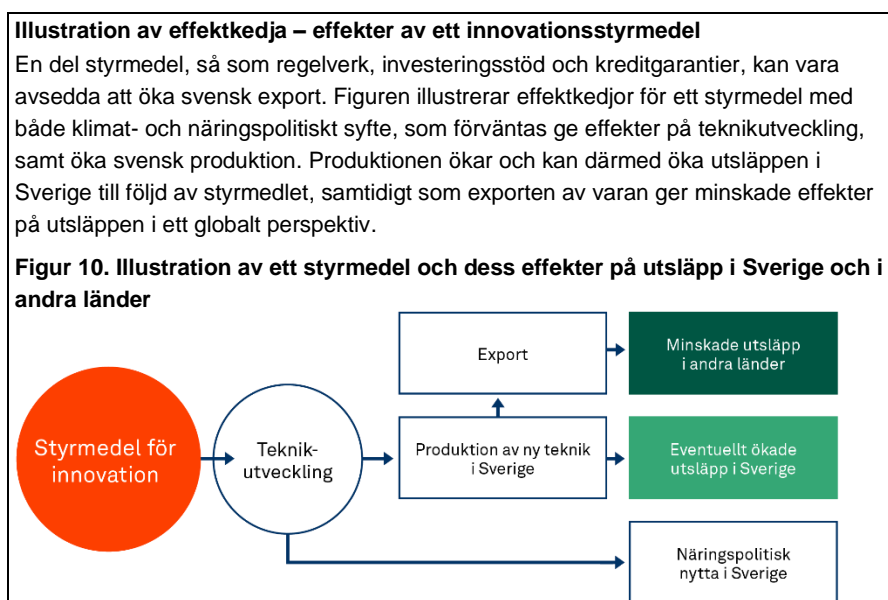 Illustration av effektkedja – effekter av ett innovationsstyrmedel
En del styrmedel, så som regelverk, investeringsstöd och kreditgarantier, kan vara
avsedda att öka svensk export. Figuren illustrerar effektkedjor för ett styrmedel med
både klimat- och näringspolitiskt syfte, som förväntas ge effekter på teknikutveckling,
samt öka svensk produktion. Produktionen ökar och kan därmed öka utsläppen i
Sverige till följd av styrmedlet, samtidigt som exporten av varan ger minskade effekter
på utsläppen i ett globalt perspektiv.
Figur 10. Illustration av ett styrmedel och dess effekter på utsläpp i Sverige och i
andra länder
Export
Minskade utsläpp
i andra länder
Styrmedel för
innovation
Teknik-
utveckling
Produktion av ny teknik
i Sverige
Eventuellt ökade
utsläpp i Sverige
Näringspolitisk
nytta i Sverige